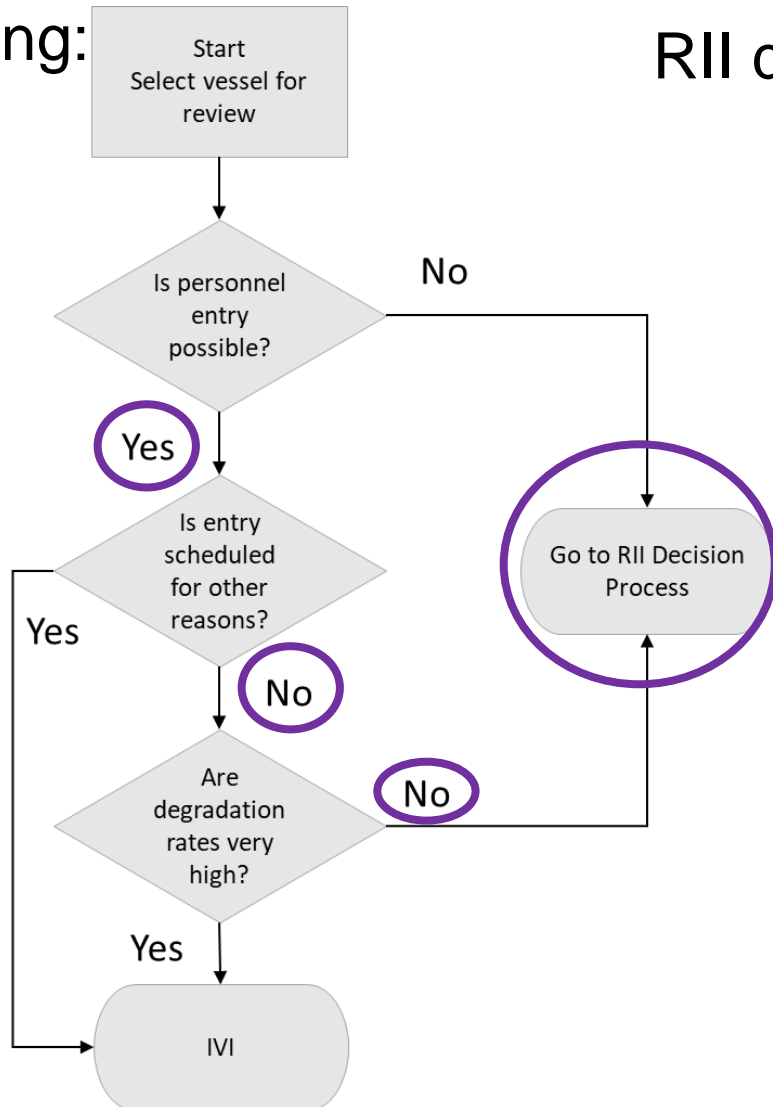 ng:
RII c
Start
Select vessel for
review
Is personnel
entry
possible?
No
Yes
Is entry
scheduled
for other
reasons?
Go to RII Decision
Process
Yes
No
Are
degradation
rates very
high?
No
Yes
IVI